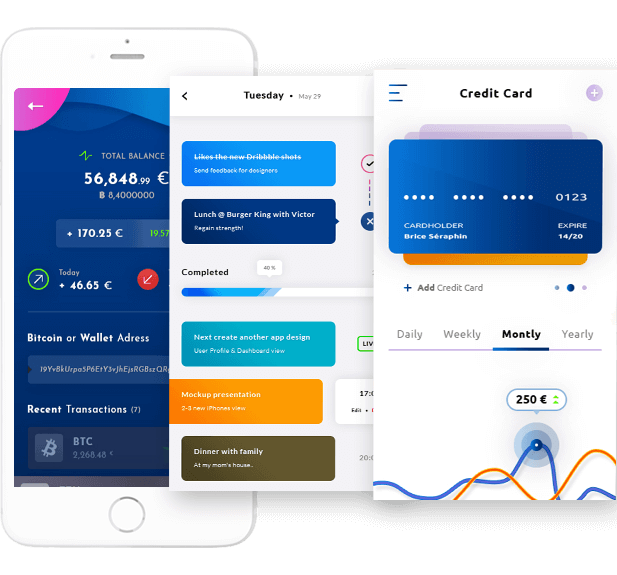 TOTAL BALANCE
56,848.99 €
฿ 8,4000000
+ 170.25 €
19.57
Today
+ 46.65 €
Bitcoin or Wallet Adress
Recent Transactions (7)
BTC
2,268.48 €
Tuesday • May 29
Likes the new Dribbble shots
Send feedback for designers
Lunch @ Burger King with Victor
Regain strength!
Completed
40 %
Next create another app design
User Profile & Dashboard view
LIV
Mockup presentation
2-3 new iPhones view
17:0
Edit •
Dinner with family
At my mom's house..
20:0
Credit Card
•••• •••• •••• 0123
CARDHOLDER
EXPIRE
Brice Séraphin
14/20
+ Add Credit Card
Daily
Weekly
Montly
Yearly
250 €